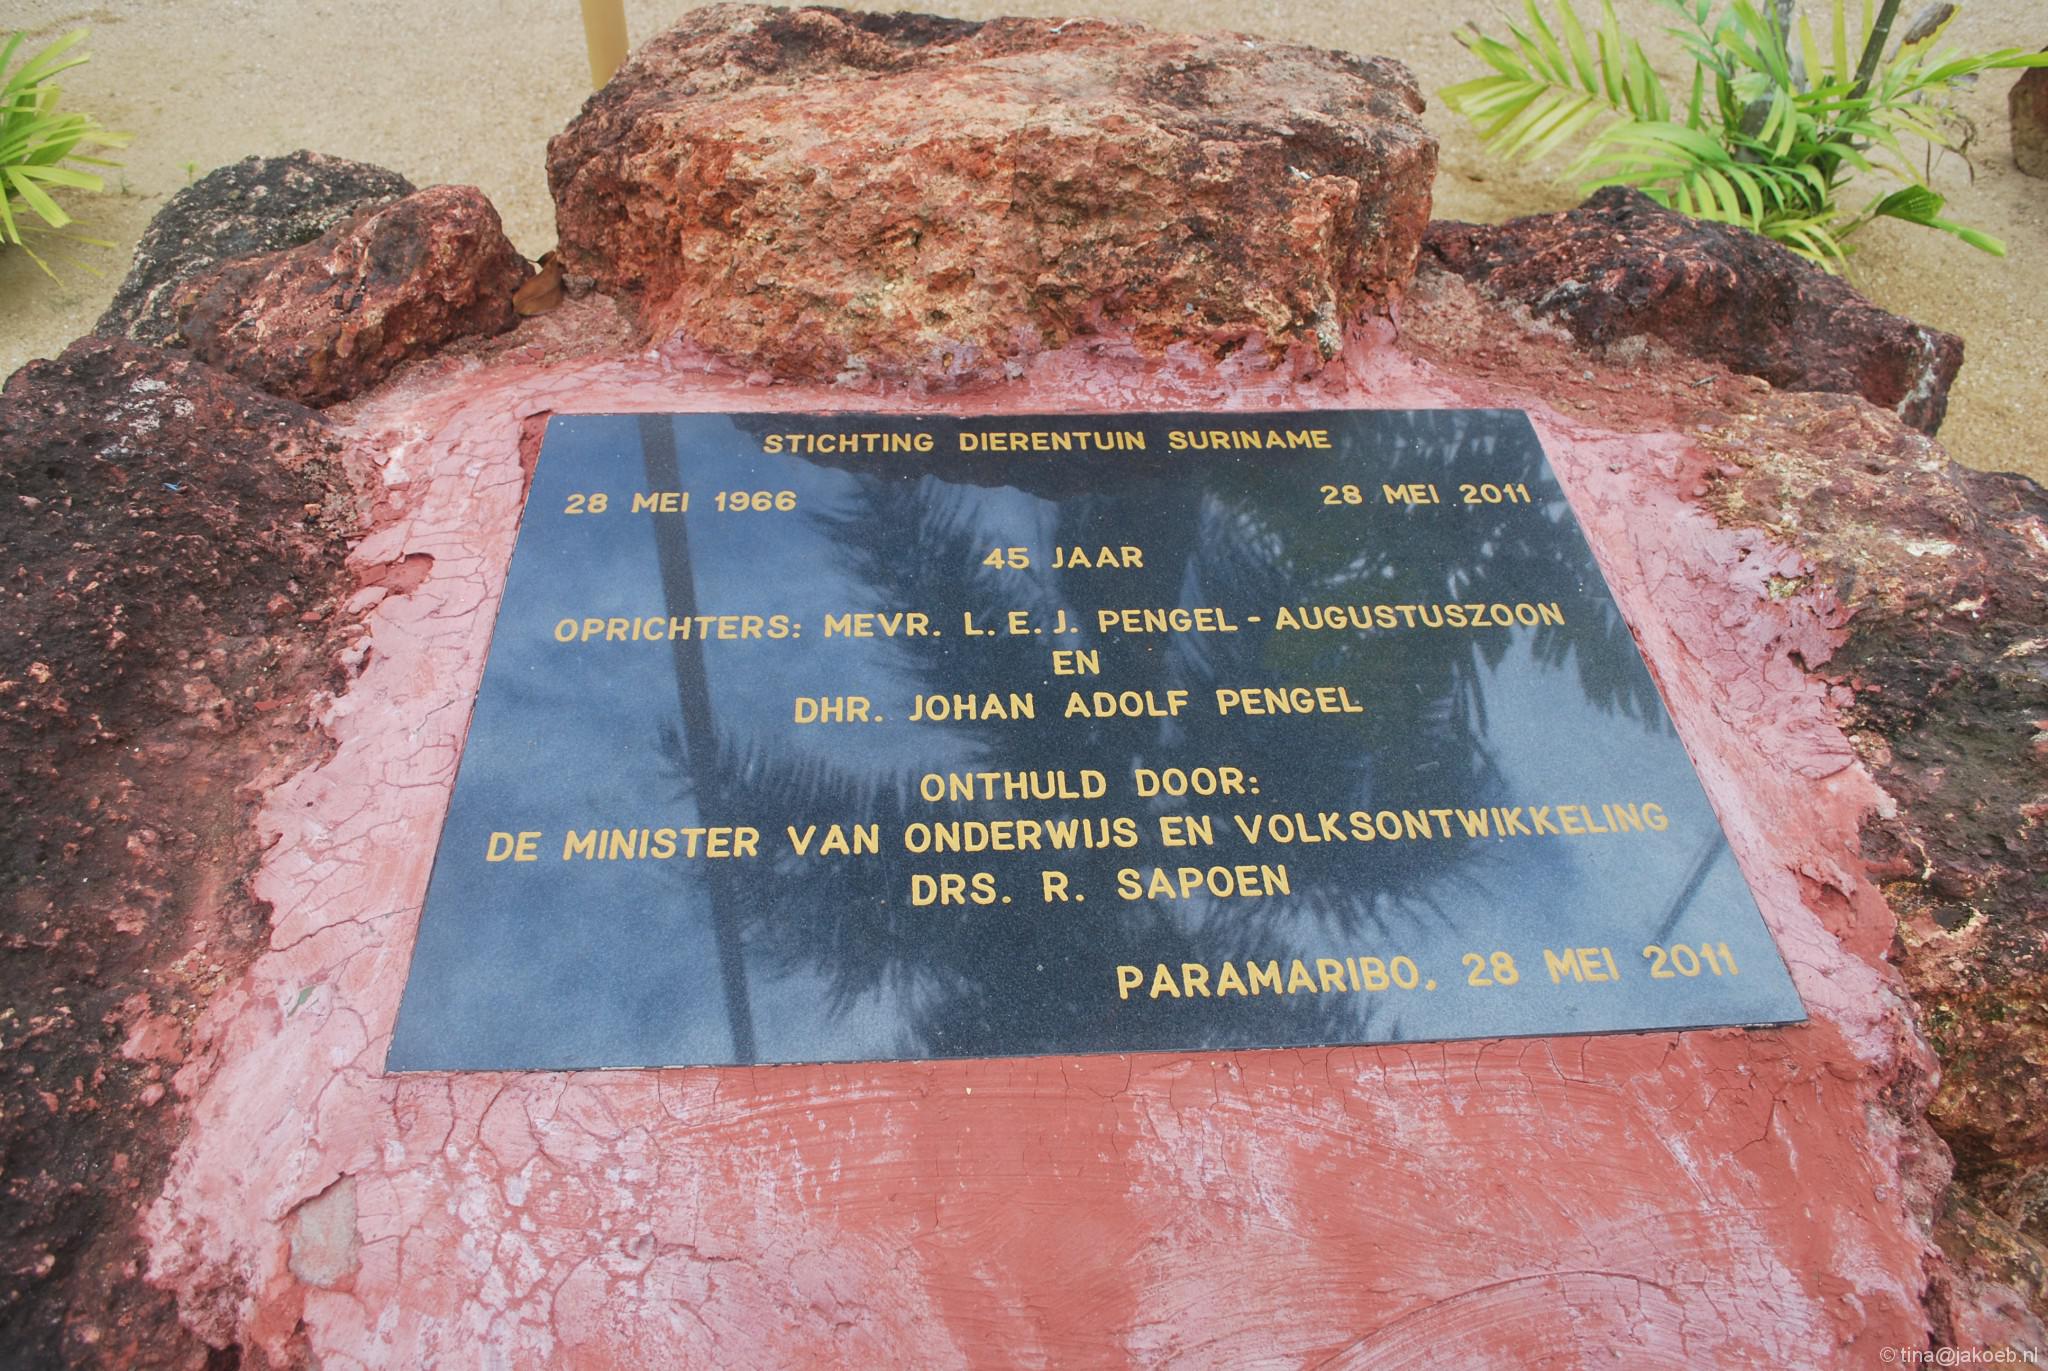 STICHTING DIERENTUIN SURINAME
28 MEI 1966 28 MEI 2011
45 JAAR
OPRICHTERS: MEVR. L. E. J. PENGEL - AUGUSTUSZOON
EN
DHR. JOHAN ADOLF PENGEL
ONTHULD DOOR:
DE MINISTER VAN ONDERWIJS EN VOLKSONTWIKKELING
DRS. R. SAPOEN
PARAMARIBO, 28 MEI 2011
© tina@jakoeb.nl